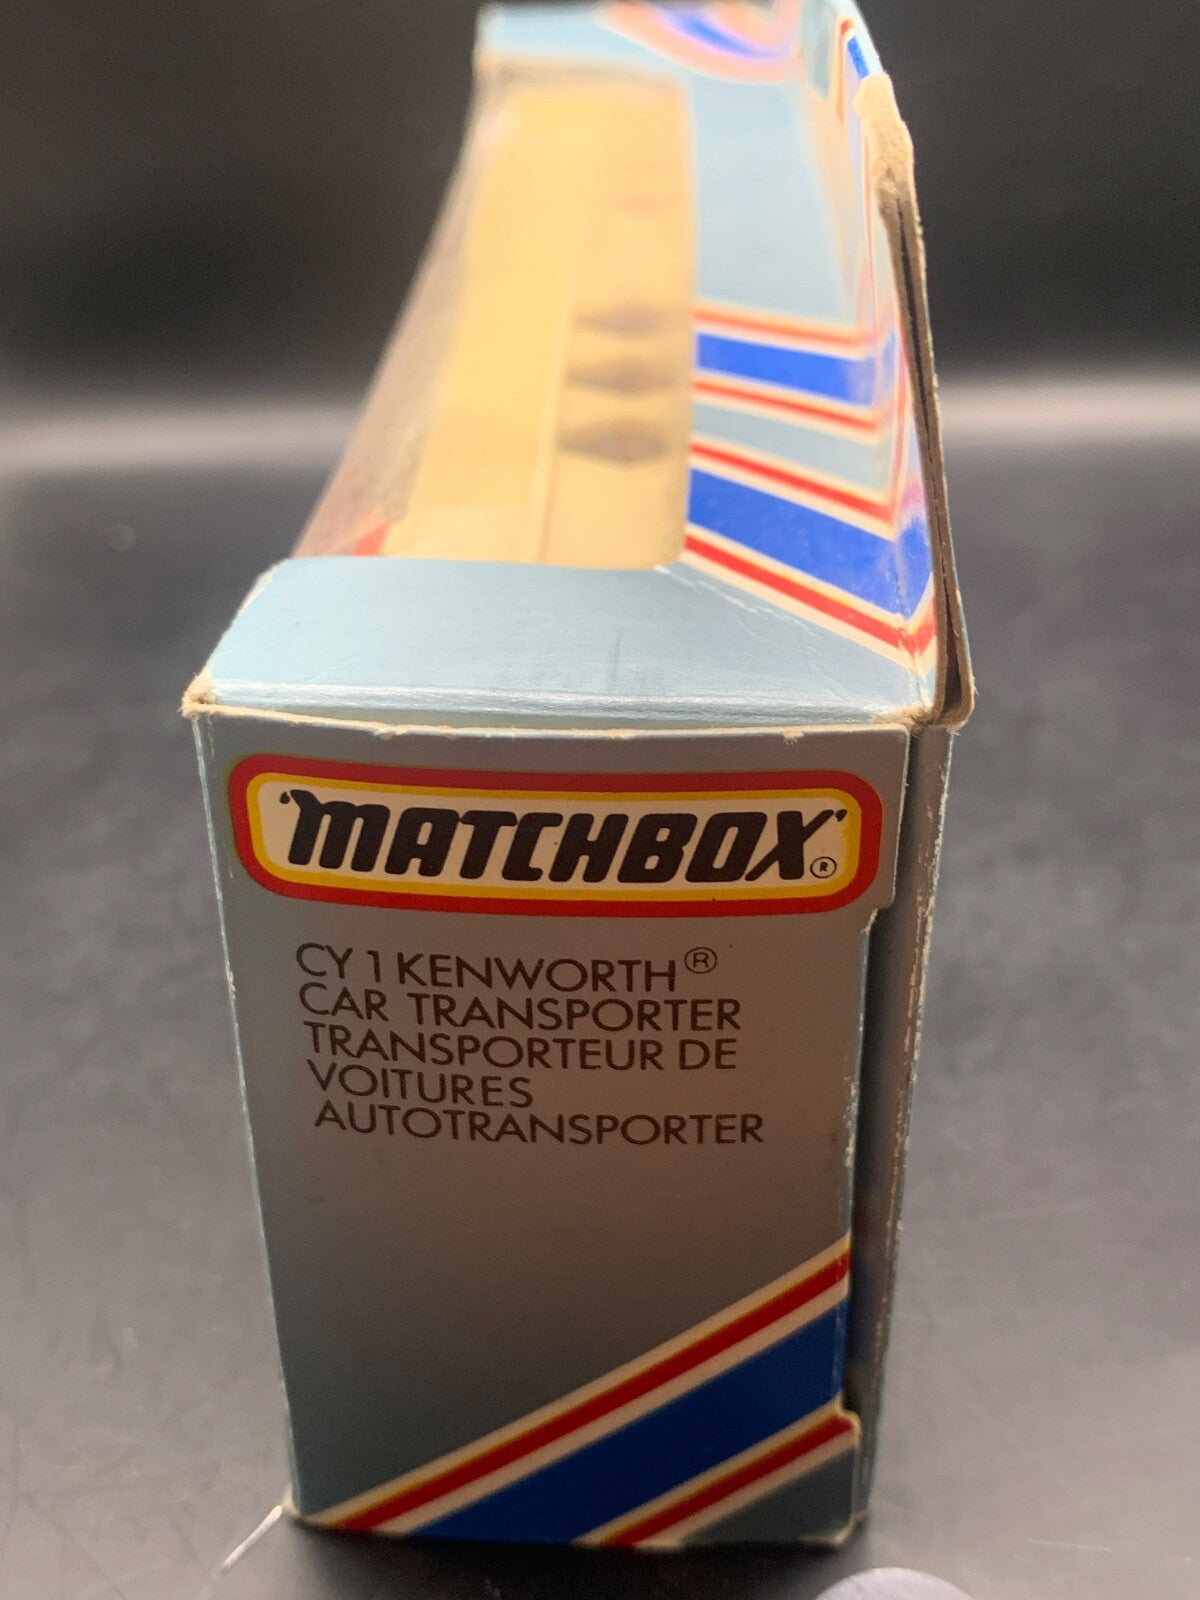 'MATCHBOX'®
CY 1 KENWORTH®
CAR TRANSPORTER
TRANSPORTEUR DE
VOITURES
AUTOTRANSPORTER